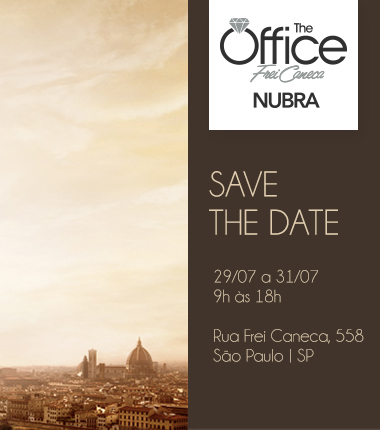 The
Office
Frei Caneca
NUBRA
SAVE
THE DATE
29/07 a 31/07
9h às 18h
Rua Frei Caneca, 558
São Paulo | SP